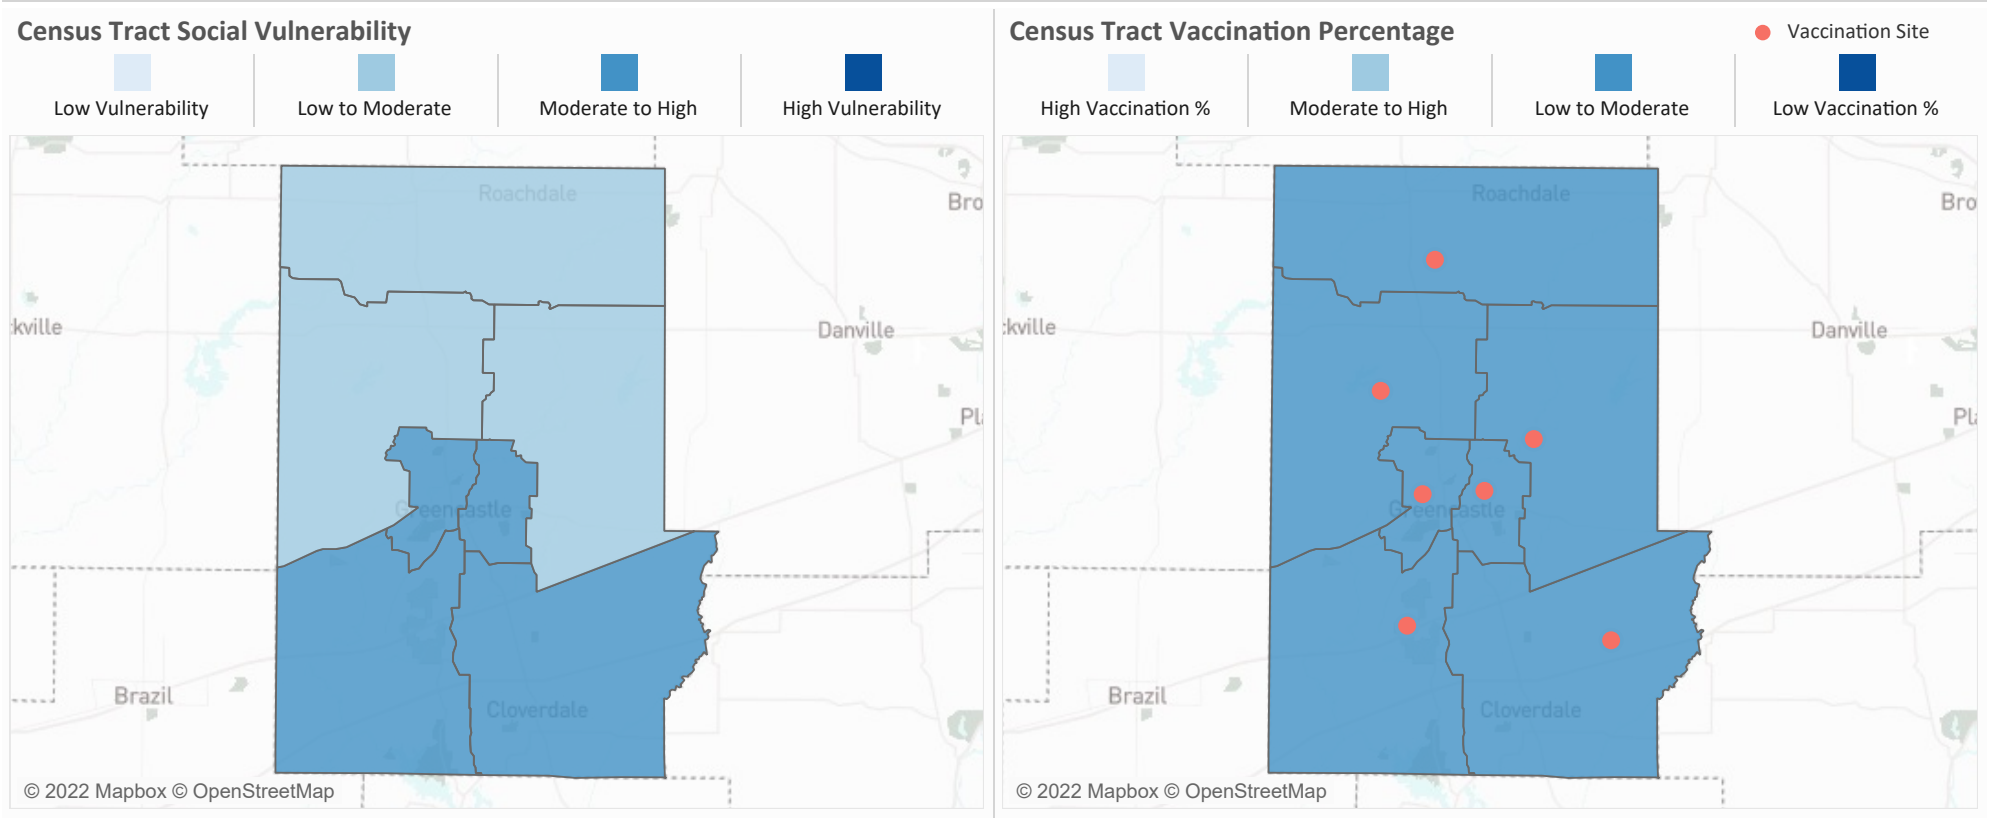 Census Tract Social Vulnerability
Low Vulnerability
Low to Moderate
Moderate to High
High Vulnerability
Roachdale
Bro
kville
Danville
Pla
Greencastle
Brazil
Cloverdale
© 2022 Mapbox © OpenStreetMap
Census Tract Vaccination Percentage
Vaccination Site
High Vaccination %
Moderate to High
Low to Moderate
Low Vaccination %
Roachdale
Bro
kville
Danville
Pla
Greencastle
Brazil
Cloverdale
© 2022 Mapbox © OpenStreetMap